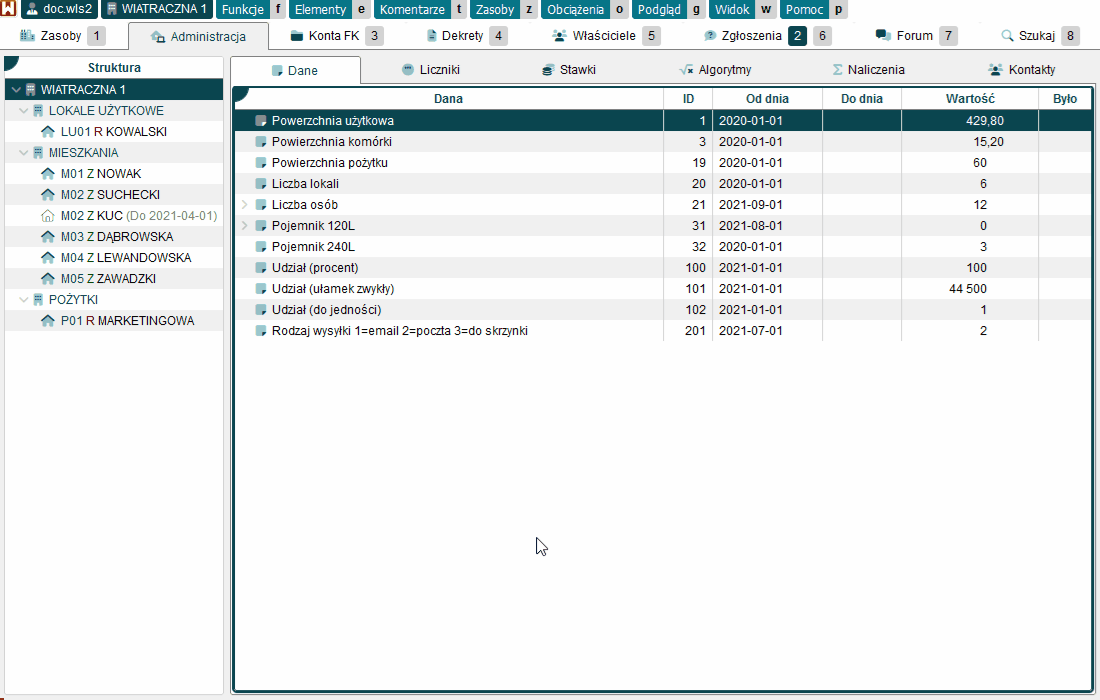 doc.wls2 WIATRACZNA 1 Funkcje f Elementy e Komentarze t Zasoby z Obciążenia o Podgląd g Widok w Pomoc p
Zasoby 1 Administracja Konta FK 3 Dekrety 4 Właściciele 5 Zgłoszenia 2 6 Forum 7 Szukaj 8
Struktura
WIATRACZNA 1
LOKALE UŻYTKOWE
LU01 R KOWALSKI
MIESZKANIA
M01 Z NOWAK
M02 Z SUCHECKI
M02 Z KUC (Do 2021-04-01)
M03 Z DĄBROWSKA
M04 Z LEWANDOWSKA
M05 Z ZAWADZKI
POŻYTKI
P01 R MARKETINGOWA
Dane Liczniki Stawki Algorytmy Naliczenia Kontakty
Dana ID Od dnia Do dnia Wartość Było
Powerzchnia użytkowa 1 2020-01-01 429,80
Powierzchnia komórki 3 2020-01-01 15,20
Powierzchnia pożytku 19 2020-01-01 60
Liczba lokali 20 2020-01-01 6
Liczba osób 21 2021-09-01 12
Pojemnik 120L 31 2021-08-01 0
Pojemnik 240L 32 2020-01-01 3
Udział (procent) 100 2021-01-01 100
Udział (ułamek zwykły) 101 2021-01-01 44 500
Udział (do jedności) 102 2021-01-01 1
Rodzaj wysyłki 1=email 2=poczta 3=do skrzynki 201 2021-07-01 2